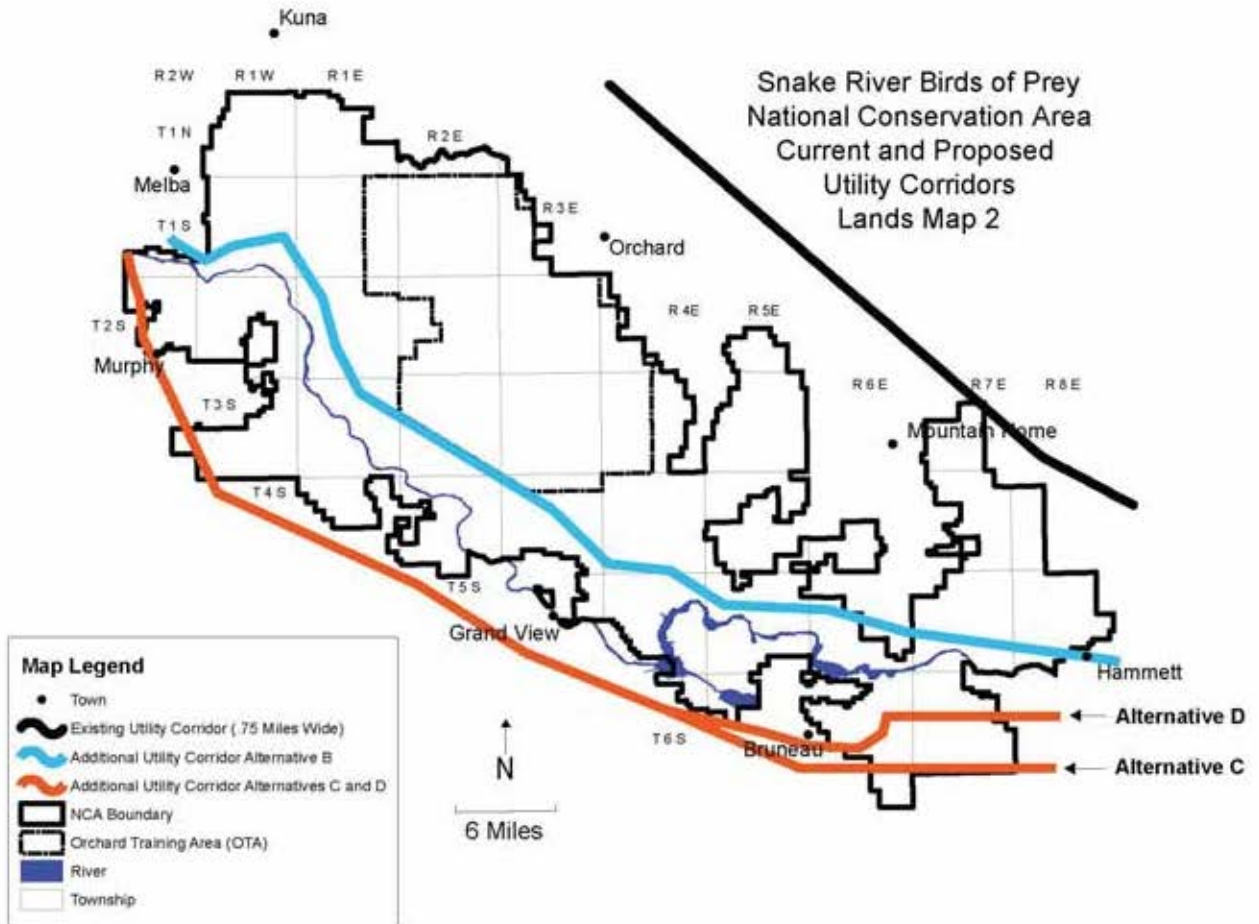 Kuna
R 2 W
R 1 W
R 1 E
Snake River Birds of Prey
National Conservation Area
Current and Proposed
Utility Corridors
Lands Map 2
T 1 N
R 2 E
Melba
T 1 S
R 3 E
Orchard
R 4 E
R 5 E
T 2 S
Murphy
R 6 E
R 7 E
R 8 E
T 3 S
Mountain Home
T 4 S
T 5 S
Grand View
Hammett
T 6 S
Bruneau
Alternative D
Alternative C
N
6 Miles
Map Legend
Town
Existing Utility Corridor (.75 Miles Wide)
Additional Utility Corridor Alternative B
Additional Utility Corridor Alternatives C and D
NCA Boundary
Orchard Training Area (OTA)
River
Township